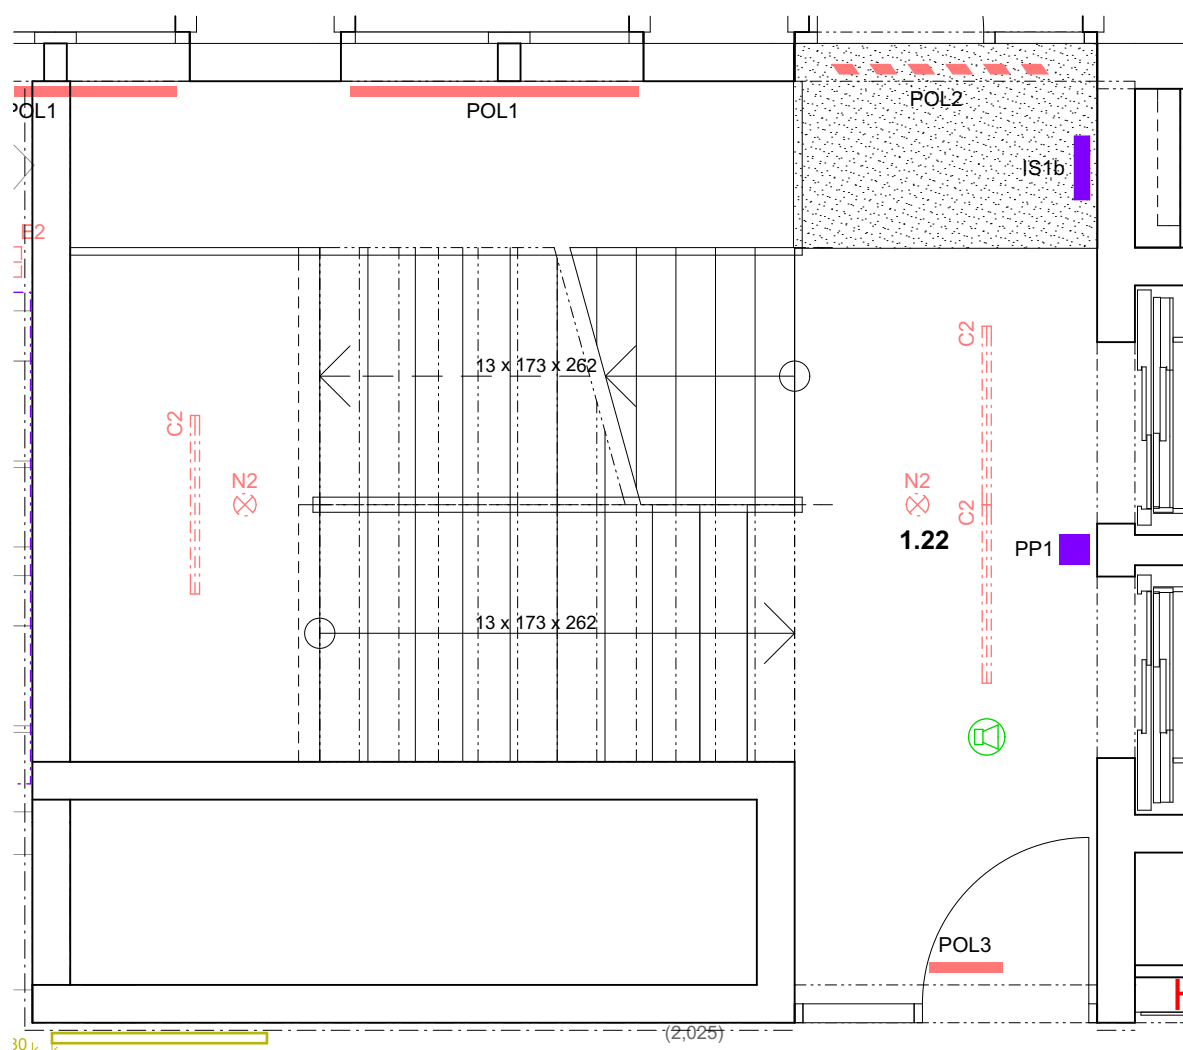 POL1
POL1
POL2
IS1b
E2
C2
13 x 173 x 262
C2
N2
N2
C2
1.22
PP1
13 x 173 x 262
POL3
(2,025)